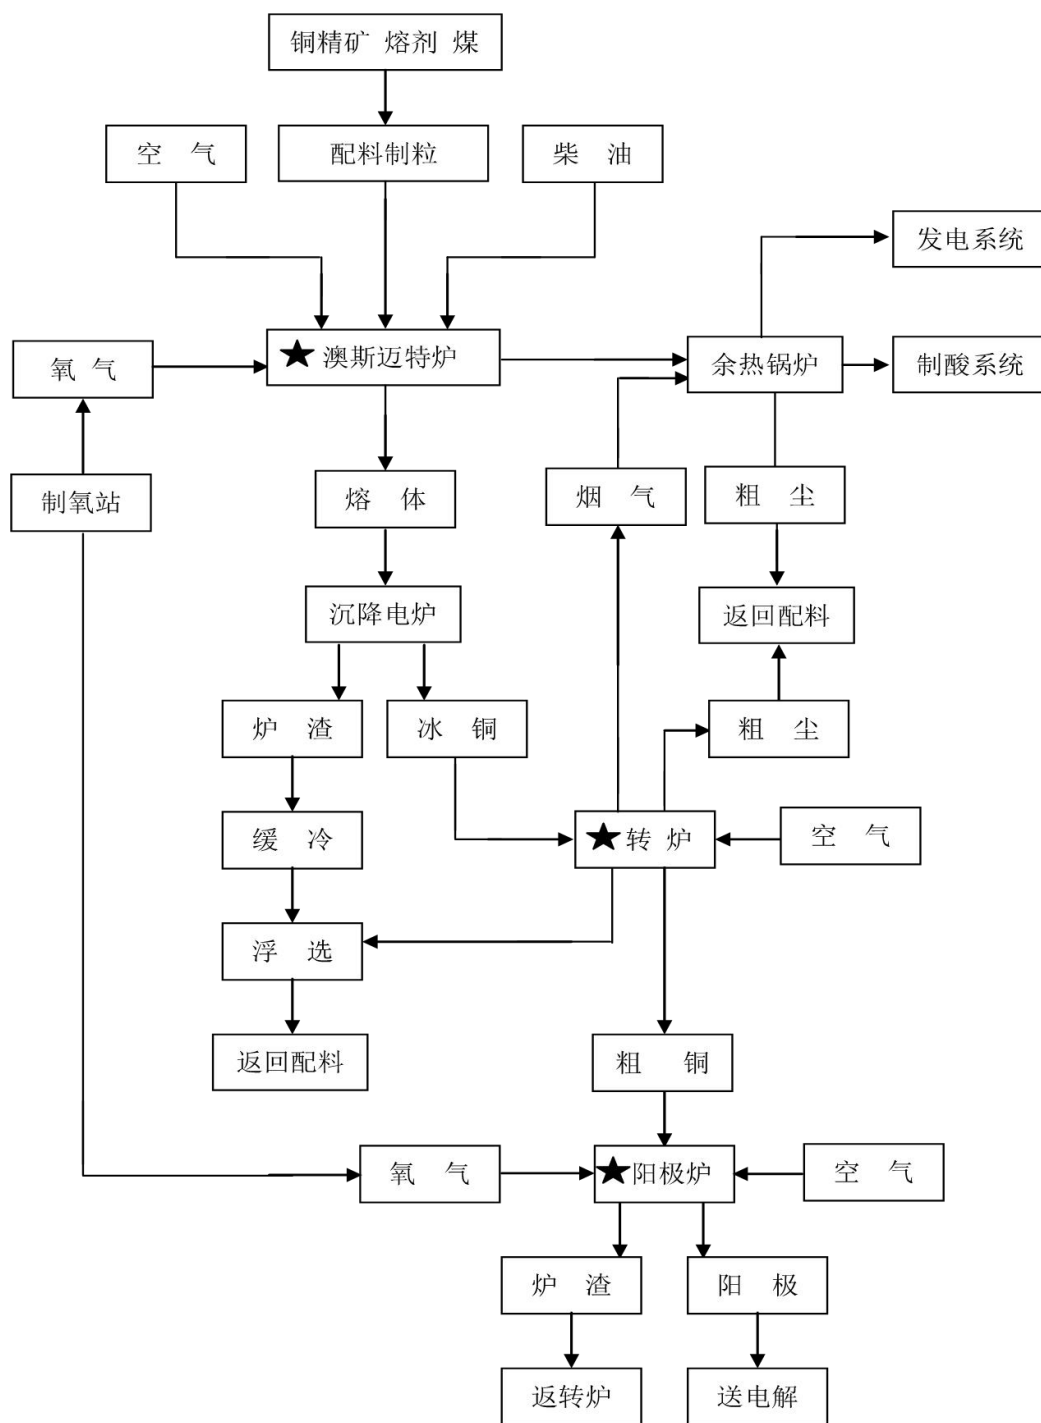 铜精矿 熔剂 煤
空 气
配料制粒
柴 油
发电系统
氧 气
★澳斯迈特炉
余热锅炉
制酸系统
制氧站
熔 体
烟 气
粗 尘
沉降电炉
返回配料
炉 渣
冰 铜
粗 尘
缓 冷
★转 炉
空 气
浮 选
返回配料
粗 铜
氧 气
★阳极炉
空 气
炉 渣
阳 极
返转炉
送电解